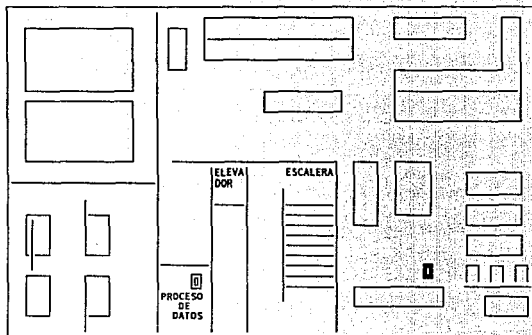 ELEVA
DOR
ESCALERA
PROCESO
DE
DATOS